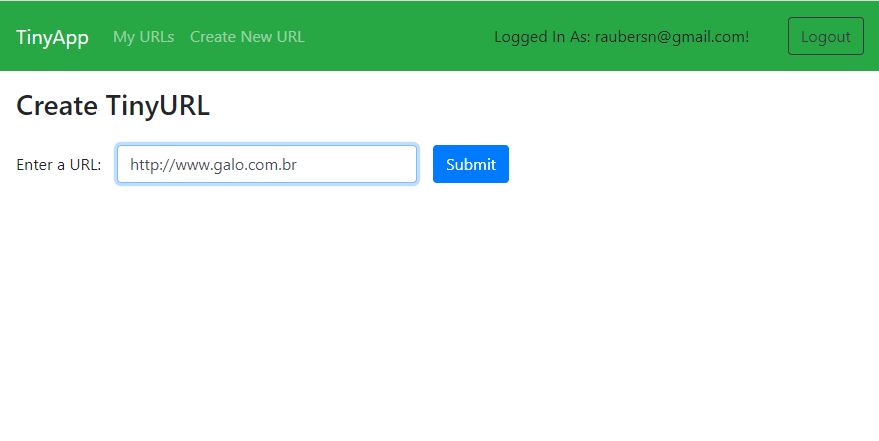 TinyApp My URLs Create New URL Logged In As: raubersn@gmail.com! Logout
Create TinyURL
Enter a URL: http://www.galo.com.br Submit